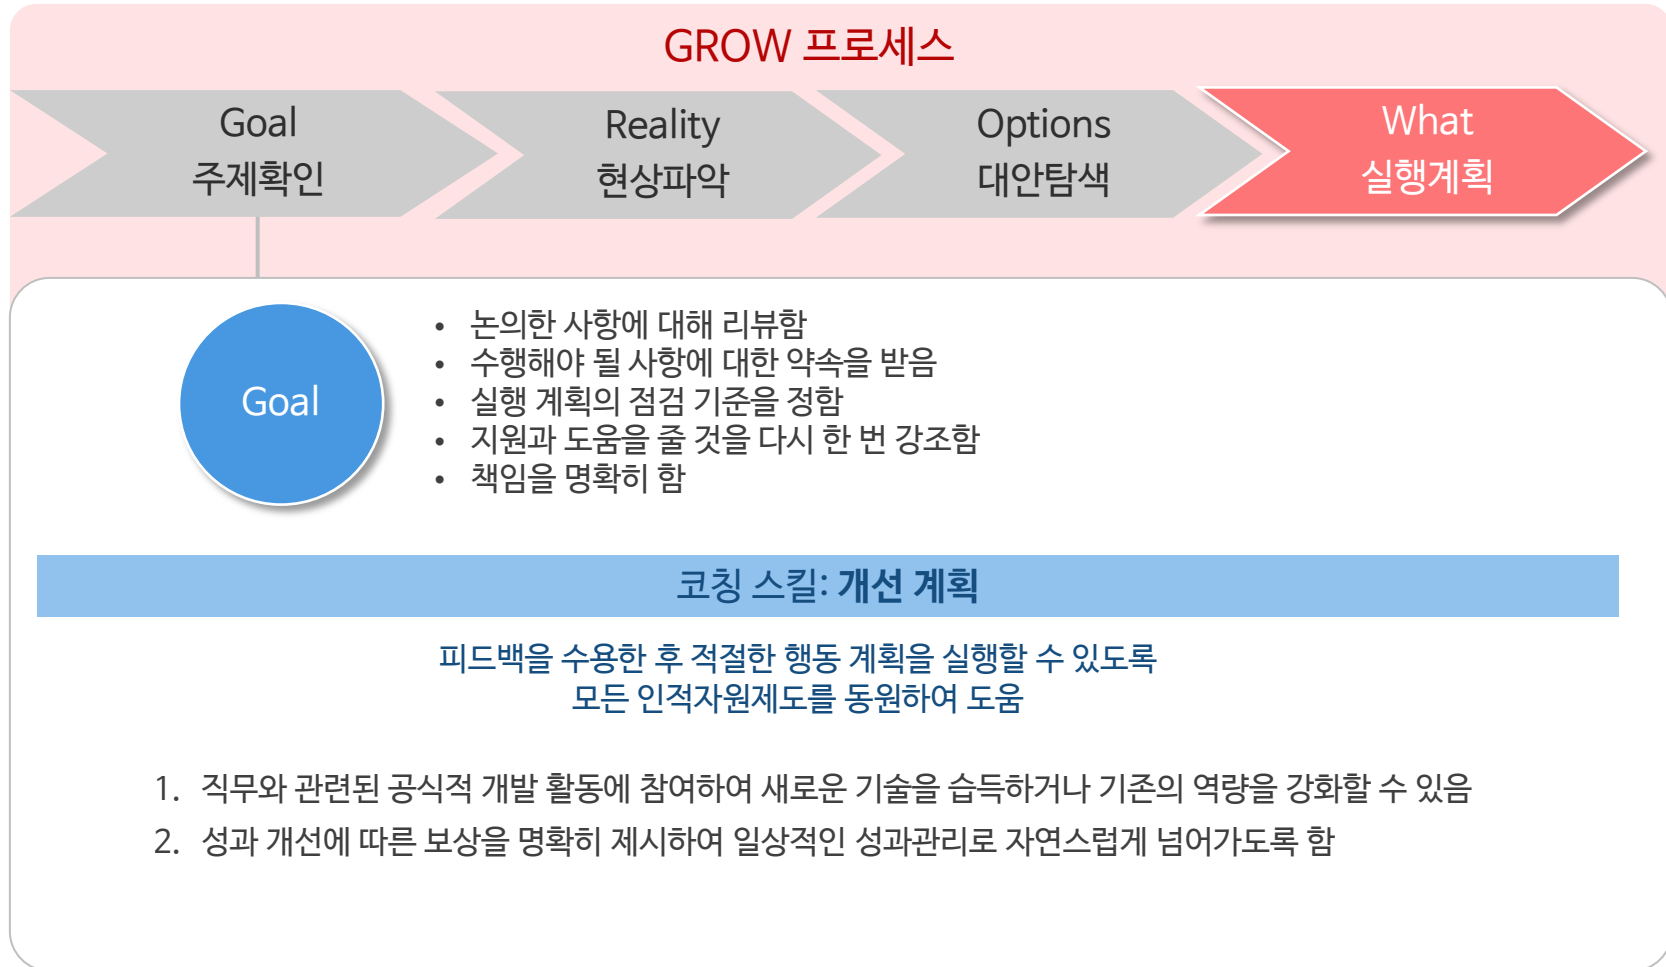 GROW 프로세스
Goal
주제확인
Reality
현상파악
Options
대안탐색
What
실행계획
Goal
• 논의한 사항에 대해 리뷰함
• 수행해야 될 사항에 대한 약속을 받음
• 실행 계획의 점검 기준을 정함
• 지원과 도움을 줄 것을 다시 한 번 강조함
• 책임을 명확히 함
코칭 스킬: 개선 계획
피드백을 수용한 후 적절한 행동 계획을 실행할 수 있도록
모든 인적자원제도를 동원하여 도움
1. 직무와 관련된 공식적 개발 활동에 참여하여 새로운 기술을 습득하거나 기존의 역량을 강화할 수 있음
2. 성과 개선에 따른 보상을 명확히 제시하여 일상적인 성과관리로 자연스럽게 넘어가도록 함